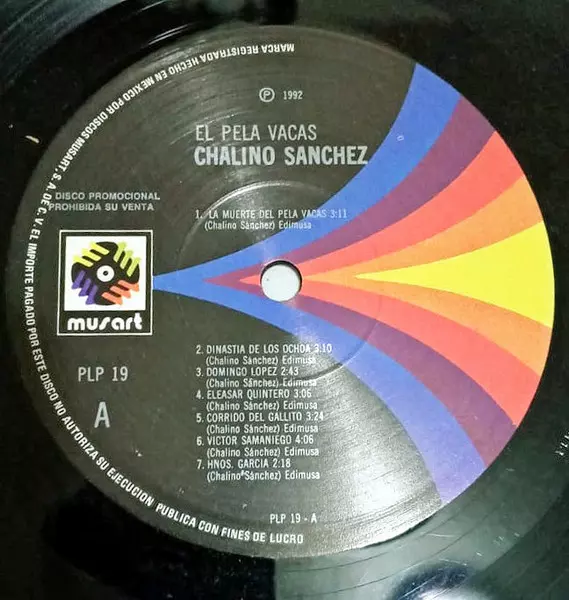 MARCA REGISTRADA HECHO EN MEXICO POR DISCOS MUSART, S.A. DE C.V. EL IMPORTE PAGADO POR ESTE DISCO NO AUTORIZA SU EJECUCION PUBLICA CON FINES DE LUCRO
Ⓟ 1992
EL PELA VACAS
CHALINO SANCHEZ
DISCO PROMOCIONAL
PROHIBIDA SU VENTA
1. LA MUERTE DEL PELA VACAS 3:11
(Chalino Sánchez) Edimusa
musart
PLP 19
A
2. DINASTIA DE LOS OCHOA 3:10
(Chalino Sánchez) Edimusa
3. DOMINGO LOPEZ 2:43
(Chalino Sánchez) Edimusa
4. ELEASAR QUINTERO 3:06
(Chalino Sánchez) Edimusa
5. CORRIDO DEL GALLITO 3:24
(Chalino Sánchez) Edimusa
6. VICTOR SAMANIEGO 4:06
(Chalino Sánchez) Edimusa
7. HNOS. GARCIA 2:18
(Chalino Sánchez) Edimusa
PLP 19 - A